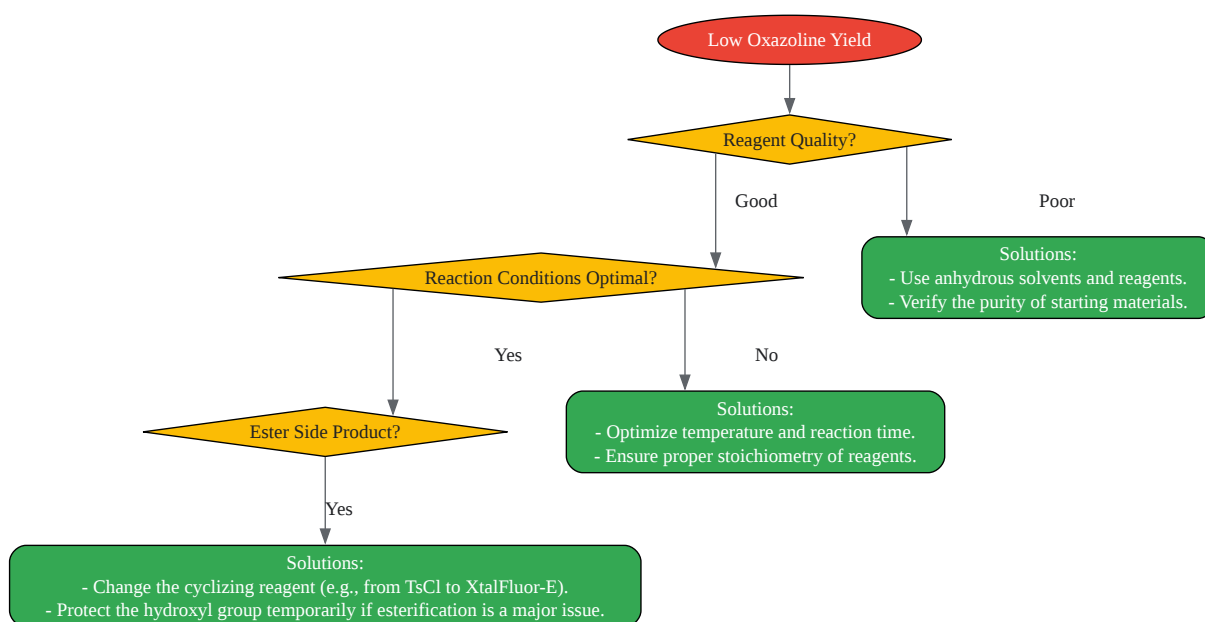 Low Oxazoline Yield
Reagent Quality?
Good
Poor
Solutions:
- Use anhydrous solvents and reagents.
- Verify the purity of starting materials.
Reaction Conditions Optimal?
Yes
No
Solutions:
- Optimize temperature and reaction time.
- Ensure proper stoichiometry of reagents.
Ester Side Product?
Yes
Solutions:
- Change the cyclizing reagent (e.g., from TsCl to XtalFluor-E).
- Protect the hydroxyl group temporarily if esterification is a major issue.